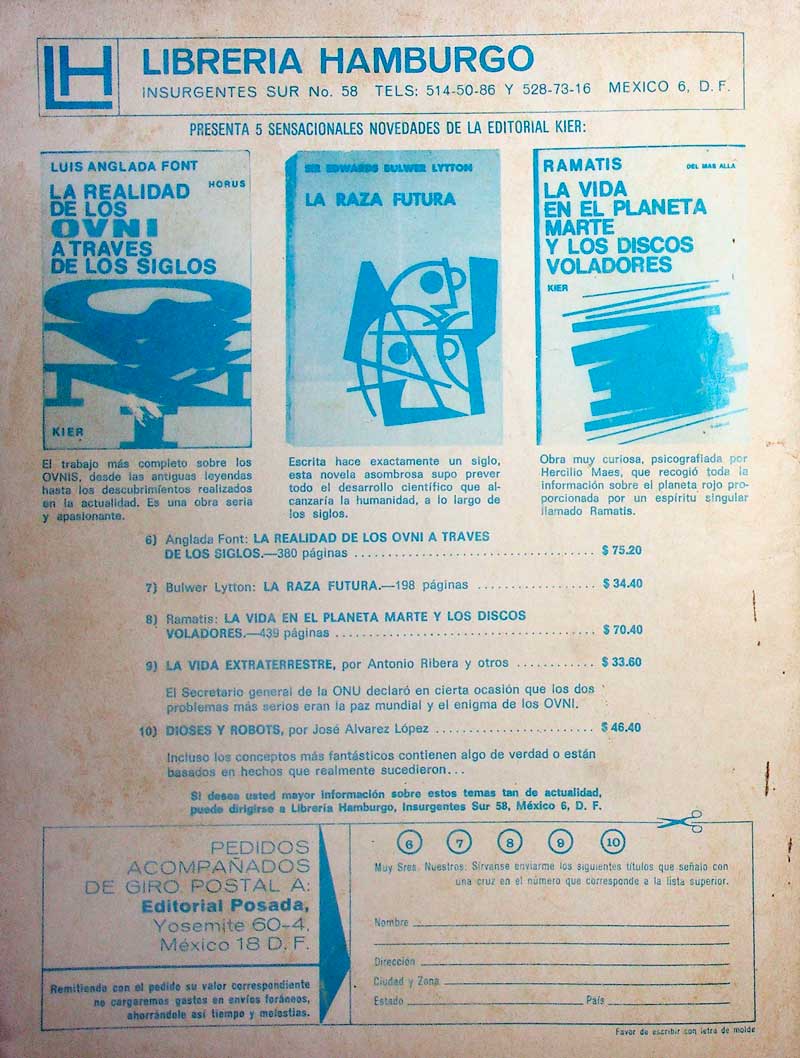 LH
LIBRERIA HAMBURGO
INSURGENTES SUR No. 58 TELS: 514-50-86 Y 528-73-16 MEXICO 6, D. F.
PRESENTA 5 SENSACIONALES NOVEDADES DE LA EDITORIAL KIER:
LUIS ANGLADA FONT
HORUS
LA REALIDAD
DE LOS
OVNI
A TRAVES
DE LOS SIGLOS
KIER
SIR EDWARDS BULWER LYTTON
LA RAZA FUTURA
RAMATIS
DEL MAS ALLA
LA VIDA
EN EL PLANETA
MARTE
Y LOS DISCOS
VOLADORES
KIER
El trabajo más completo sobre los
OVNIS, desde las antiguas leyendas
hasta los descubrimientos realizados
en la actualidad. Es una obra seria
y apasionante.
Escrita hace exactamente un siglo,
esta novela asombrosa supo prever
todo el desarrollo científico que al-
canzaría la humanidad, a lo largo de
los siglos.
Obra muy curiosa, psicografiada por
Hercilio Maes, que recogió toda la
información sobre el planeta rojo pro-
porcionada por un espíritu singular
llamado Ramatis.
6) Anglada Font: LA REALIDAD DE LOS OVNI A TRAVES
DE LOS SIGLOS.—380 páginas ................................ $ 75.20
7) Bulwer Lytton: LA RAZA FUTURA.—198 páginas ................ $ 34.40
8) Ramatis: LA VIDA EN EL PLANETA MARTE Y LOS DISCOS
VOLADORES.—439 páginas ................................... $ 70.40
9) LA VIDA EXTRATERRESTRE, por Antonio Ribera y otros .......... $ 33.60
El Secretario general de la ONU declaró en cierta ocasión que los dos
problemas más serios eran la paz mundial y el enigma de los OVNI.
10) DIOSES Y ROBOTS, por José Alvarez López ..................... $ 46.40
Incluso los conceptos más fantásticos contienen algo de verdad o están
basados en hechos que realmente sucedieron...
Si desea usted mayor información sobre estos temas tan de actualidad,
puede dirigirse a Librería Hamburgo, Insurgentes Sur 58, México 6, D. F.
PEDIDOS
ACOMPAÑADOS
DE GIRO POSTAL A:
Editorial Posada,
Yosemite 60-4,
México 18 D. F.
Remitiendo con el pedido su valor correspondiente
no cargaremos gastos en envíos foráneos,
ahorrándole así tiempo y molestias.
6 7 8 9 10
Muy Sres. Nuestros: Sírvanse enviarme los siguientes títulos que señalo con
una cruz en el número que corresponde a la lista superior.
Nombre
Dirección
Ciudad y Zona
Estado País
Favor de escribir con letra de molde